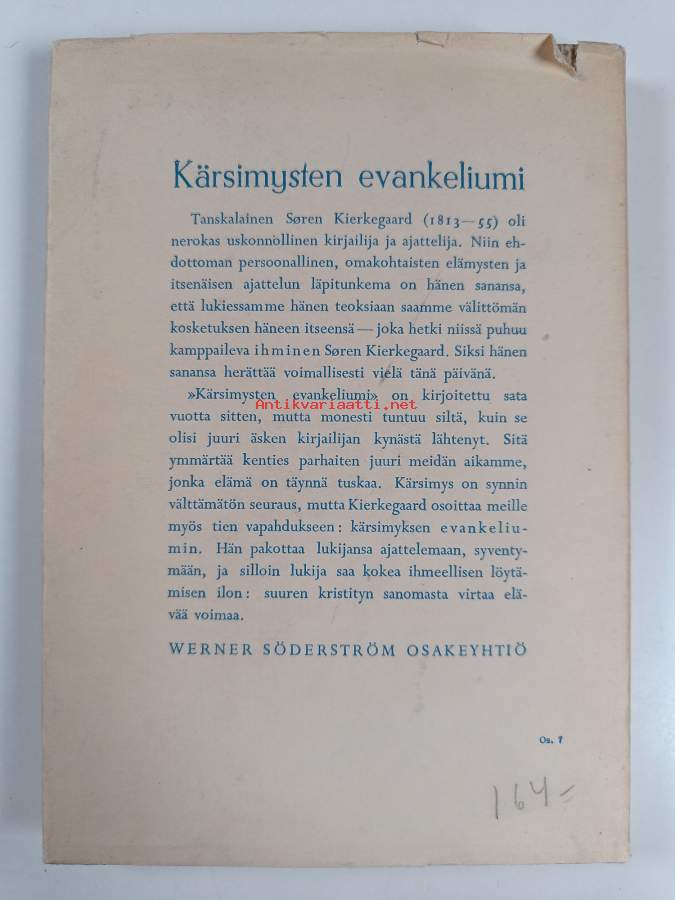 Kärsimysten evankeliumi
Tanskalainen Søren Kierkegaard (1813—55) oli
nerokas uskonnollinen kirjailija ja ajattelija. Niin eh-
dottoman persoonallinen, omakohtaisten elämysten ja
itsenäisen ajattelun läpitunkema on hänen sanansa,
että lukiessamme hänen teoksiaan saamme välittömän
kosketuksen häneen itseensä — joka hetki niissä puhuu
kamppaileva ihminen Søren Kierkegaard. Siksi hänen
sanansa herättää voimallisesti vielä tänä päivänä.
»Kärsimysten evankeliumi» on kirjoitettu sata
Antikvariaatti.net
vuotta sitten, mutta monesti tuntuu siltä, kuin se
olisi juuri äsken kirjailijan kynästä lähtenyt. Sitä
ymmärtää kenties parhaiten juuri meidän aikamme,
jonka elämä on täynnä tuskaa. Kärsimys on synnin
välttämätön seuraus, mutta Kierkegaard osoittaa meille
myös tien vapahdukseen: kärsimyksen evankeliu-
min. Hän pakottaa lukijansa ajattelemaan, syventy-
mään, ja silloin lukija saa kokea ihmeellisen löytä-
misen ilon: suuren kristityn sanomasta virtaa elä-
vää voimaa.
WERNER SÖDERSTRÖM OSAKEYHTIÖ
Os. 7
164=